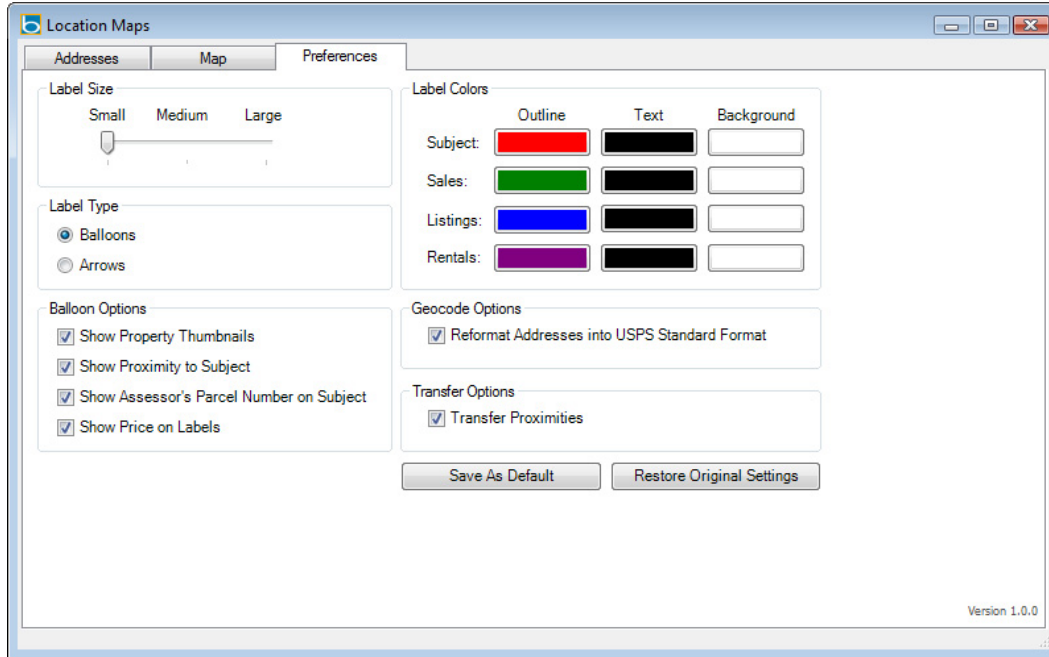 Location Maps
Addresses Map Preferences
Label Size
Small Medium Large
Label Type
Balloons
Arrows
Balloon Options
Show Property Thumbnails
Show Proximity to Subject
Show Assessor's Parcel Number on Subject
Show Price on Labels
Label Colors
Outline Text Background
Subject:
Sales:
Listings:
Rentals:
Geocode Options
Reformat Addresses into USPS Standard Format
Transfer Options
Transfer Proximities
Save As Default Restore Original Settings
Version 1.0.0